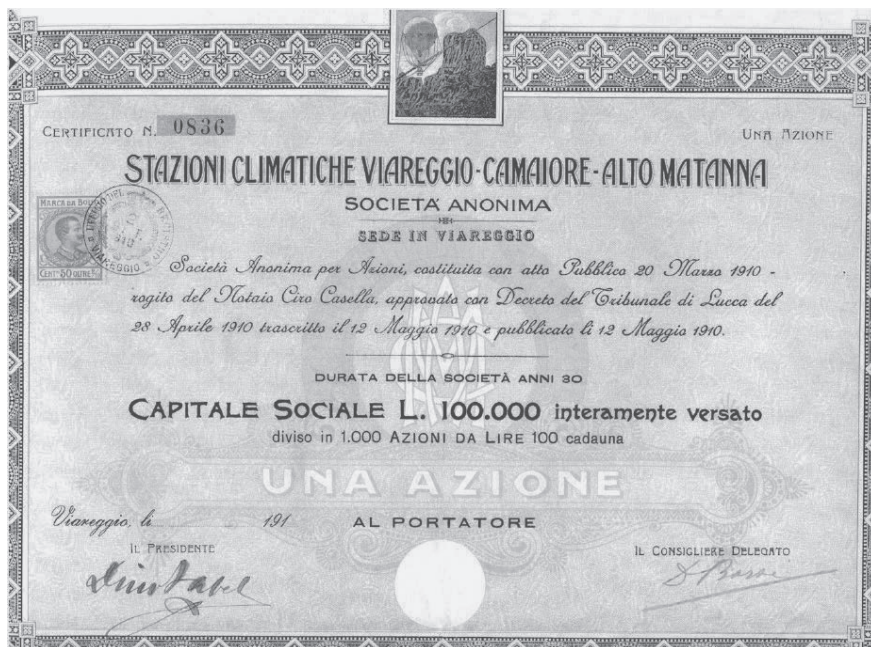 CERTIFICATO N. 0836
UNA AZIONE
STAZIONI CLIMATICHE VIAREGGIO-CAMAIORE-ALTO MATANNA
SOCIETÀ ANONIMA
SEDE IN VIAREGGIO
MARCA DA BOLLO
CENT. 50 OLTRE
UFFICIO DEL REGISTRO
VIAREGGIO
Società Anonima per Azioni, costituita con atto Pubblico 20 Marzo 1910 -
rogito del Notaio Ciro Casella, approvato con Decreto del Tribunale di Lucca del
28 Aprile 1910 trascritto il 12 Maggio 1910 e pubblicato li 12 Maggio 1910.
DURATA DELLA SOCIETÀ ANNI 30
CAPITALE SOCIALE L. 100.000 interamente versato
diviso in 1.000 AZIONI DA LIRE 100 cadauna
UNA AZIONE
Viareggio, li 191
AL PORTATORE
IL PRESIDENTE
IL CONSIGLIERE DELEGATO